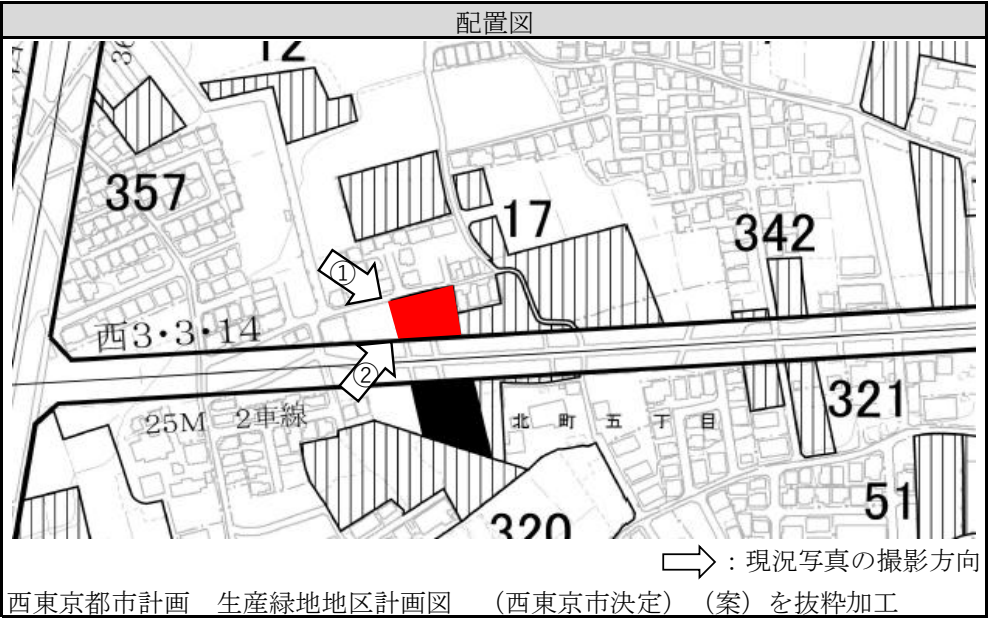 配置図
12
357
17
342
①
西3・3・14
②
25M 2車線
北町五丁目
321
320
51
：現況写真の撮影方向
西東京都市計画 生産緑地地区計画図 （西東京市決定）（案）を抜粋加工